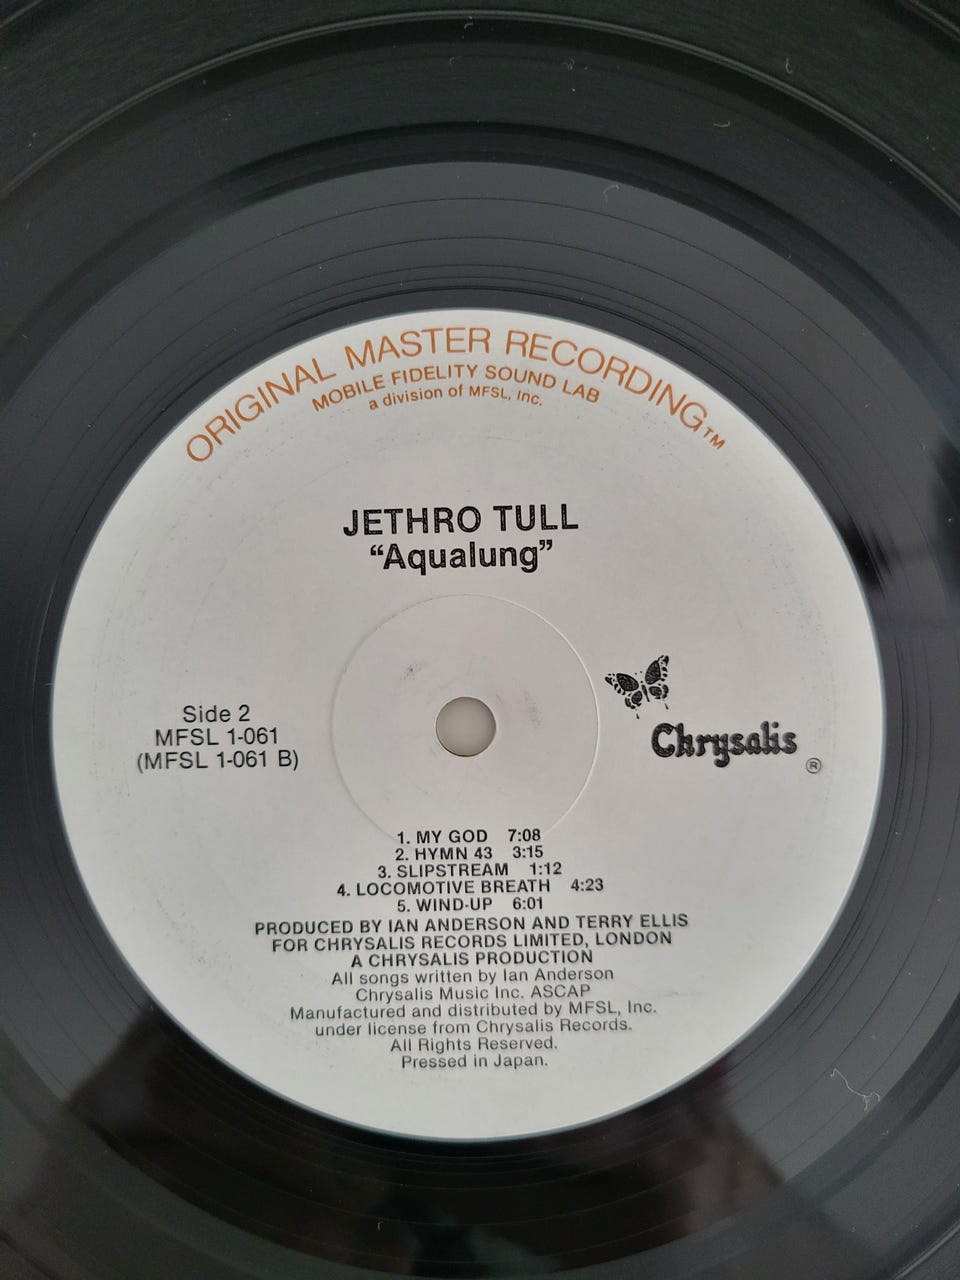 ORIGINAL MASTER RECORDING™
MOBILE FIDELITY SOUND LAB
a division of MFSL, Inc.
JETHRO TULL
“Aqualung”
Side 2
MFSL 1-061
(MFSL 1-061 B)
Chrysalis
®
1. MY GOD 7:08
2. HYMN 43 3:15
3. SLIPSTREAM 1:12
4. LOCOMOTIVE BREATH 4:23
5. WIND-UP 6:01
PRODUCED BY IAN ANDERSON AND TERRY ELLIS
FOR CHRYSALIS RECORDS LIMITED, LONDON
A CHRYSALIS PRODUCTION
All songs written by Ian Anderson
Chrysalis Music Inc. ASCAP
Manufactured and distributed by MFSL, Inc.
under license from Chrysalis Records.
All Rights Reserved.
Pressed in Japan.